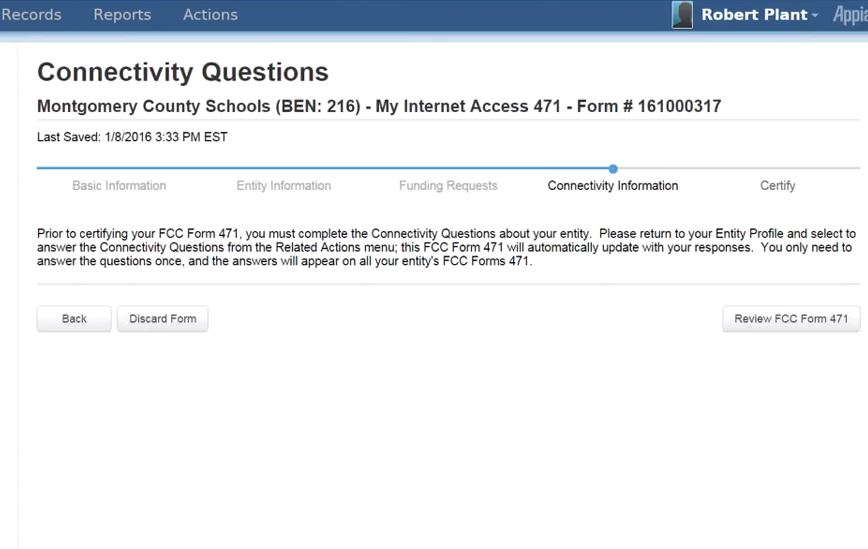 Records Reports Actions Robert Plant
Connectivity Questions
Montgomery County Schools (BEN: 216) - My Internet Access 471 - Form # 161000317
Last Saved: 1/8/2016 3:33 PM EST
Basic Information Entity Information Funding Requests Connectivity Information Certify
Prior to certifying your FCC Form 471, you must complete the Connectivity Questions about your entity. Please return to your Entity Profile and select to
answer the Connectivity Questions from the Related Actions menu; this FCC Form 471 will automatically update with your responses. You only need to
answer the questions once, and the answers will appear on all your entity's FCC Forms 471.
Back Discard Form Review FCC Form 471